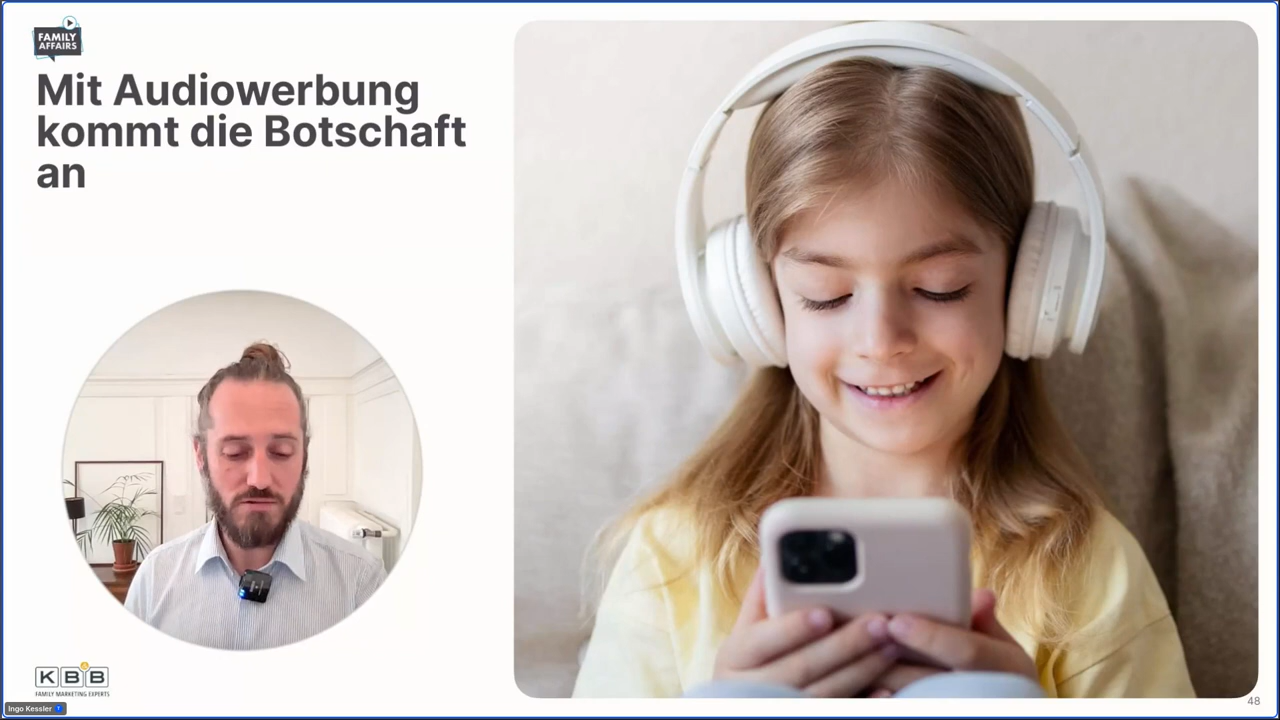 FAMILY
AFFAIRS
Mit Audiowerbung
kommt die Botschaft
an
KBB
FAMILY MARKETING EXPERTS
Ingo Kessler
48